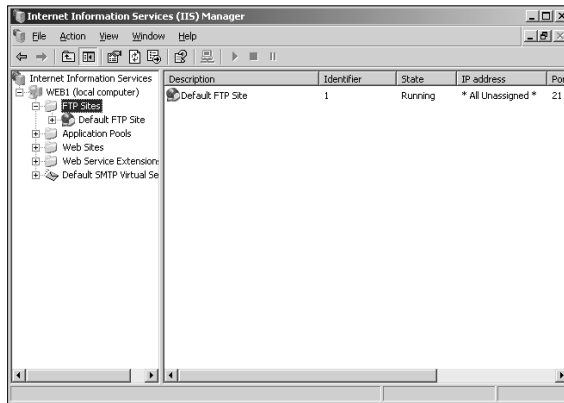 Internet Information Services (IIS) Manager
File Action View Window Help
Internet Information Services
WEB1 (local computer)
FTP Sites
Default FTP Site
Application Pools
Web Sites
Web Service Extension
Default SMTP Virtual Se
Description Identifier State IP address Por
Default FTP Site 1 Running * All Unassigned * 21